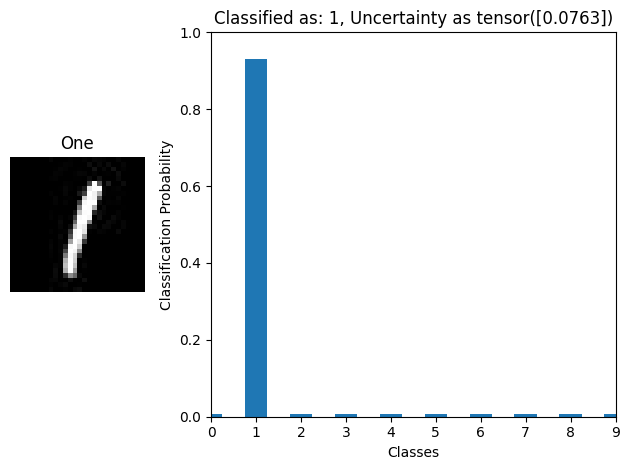 Classified as: 1, Uncertainty as tensor([0.0763])
One
Classification Probability
1.0
0.8
0.6
0.4
0.2
0.0
0 1 2 3 4 5 6 7 8 9
Classes